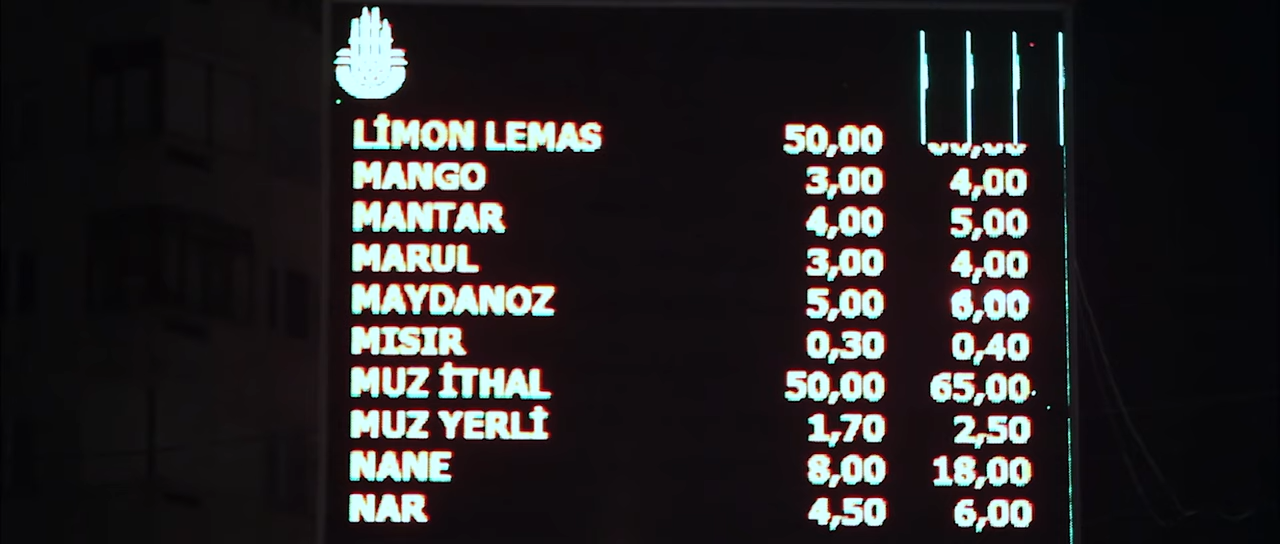 LİMON LEMAS 50,00
MANGO 3,00 4,00
MANTAR 4,00 5,00
MARUL 3,00 4,00
MAYDANOZ 5,00 6,00
MISIR 0,30 0,40
MUZ İTHAL 50,00 65,00
MUZ YERLİ 1,70 2,50
NANE 8,00 18,00
NAR 4,50 6,00